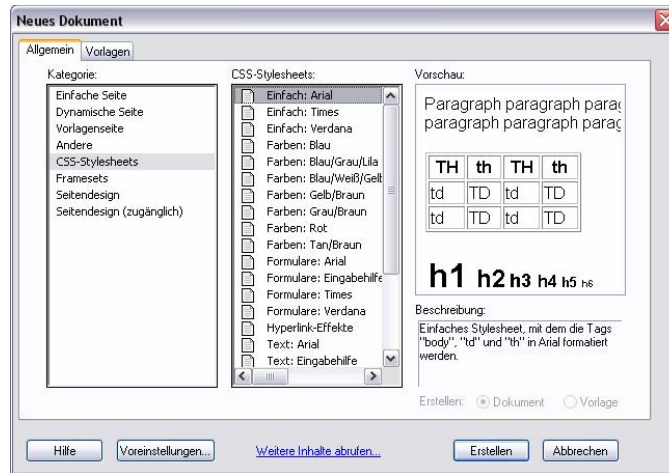 Neues Dokument
Allgemein Vorlagen
Kategorie:
Einfache Seite
Dynamische Seite
Vorlagenseite
Andere
CSS-Stylesheets
Framesets
Seitendesign
Seitendesign (zugänglich)
CSS-Stylesheets:
Einfach: Arial
Einfach: Times
Einfach: Verdana
Farben: Blau
Farben: Blau/Grau/Lila
Farben: Blau/Weiß/Gelb
Farben: Gelb/Braun
Farben: Grau/Braun
Farben: Rot
Farben: Tan/Braun
Formulare: Arial
Formulare: Eingabehilfe
Formulare: Times
Formulare: Verdana
Hyperlink-Effekte
Text: Arial
Text: Eingabehilfe
Vorschau:
Paragraph paragraph parag
paragraph paragraph parag
TH th TH th
td TD td TD
td TD td TD
h1 h2 h3 h4 h5 h6
Beschreibung:
Einfaches Stylesheet, mit dem die Tags
"body", "td" und "th" in Arial formatiert
werden.
Erstellen: Dokument Vorlage
Hilfe Voreinstellungen... Weitere Inhalte abrufen... Erstellen Abbrechen